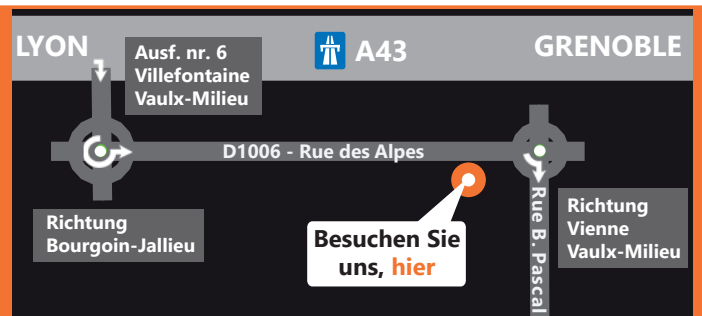 LYON
Ausf. nr. 6
Villefontaine
Vaulx-Milieu
A43
GRENOBLE
D1006 - Rue des Alpes
Richtung
Bourgoin-Jallieu
Besuchen Sie
uns, hier
Rue B. Pascal
Richtung
Vienne
Vaulx-Milieu